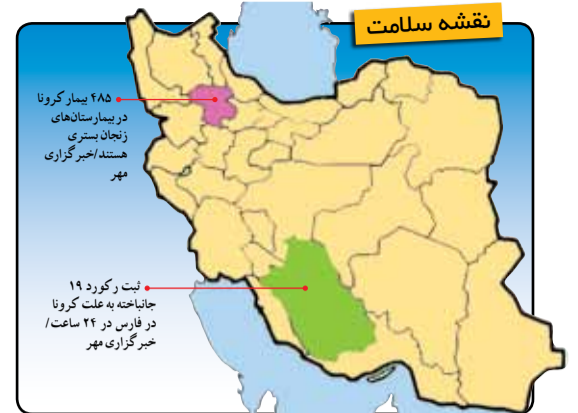 نقشه سلامت
۴۸۵ بیمار کرونا
در بیمارستان‌های
زنجان بستری
هستند/خبرگزاری
مهر
ثبت رکورد ۱۹
جانباخته به علت کرونا
در فارس در ۲۴ ساعت/
خبرگزاری مهر